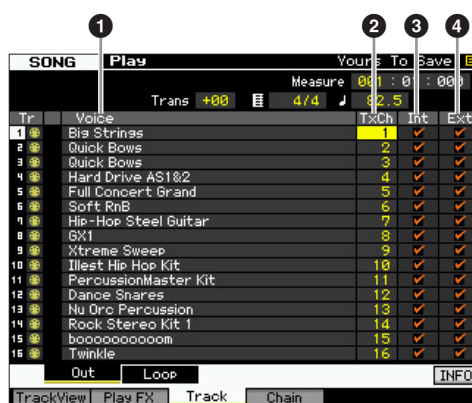 1 2 3 4
SONG Play Yours To Save
Measure 001 : 01 : 000
Trans +00 4/4 82.5
Tr Voice TxCh Int Ext
1 Big Strings 1
2 Quick Bows 2
3 Quick Bows 3
4 Hard Drive AS1&2 4
5 Full Concert Grand 5
6 Soft RnB 6
7 Hip-Hop Steel Guitar 7
8 GX1 8
9 Xtreme Sweep 9
10 Illest Hip Hop Kit 10
11 PercussionMaster Kit 11
12 Dance Snares 12
13 Nu Orc Percussion 13
14 Rock Stereo Kit 1 14
15 booooooooooom 15
16 Twinkle 16
Out Loop INFO
TrackView Play FX Track Chain